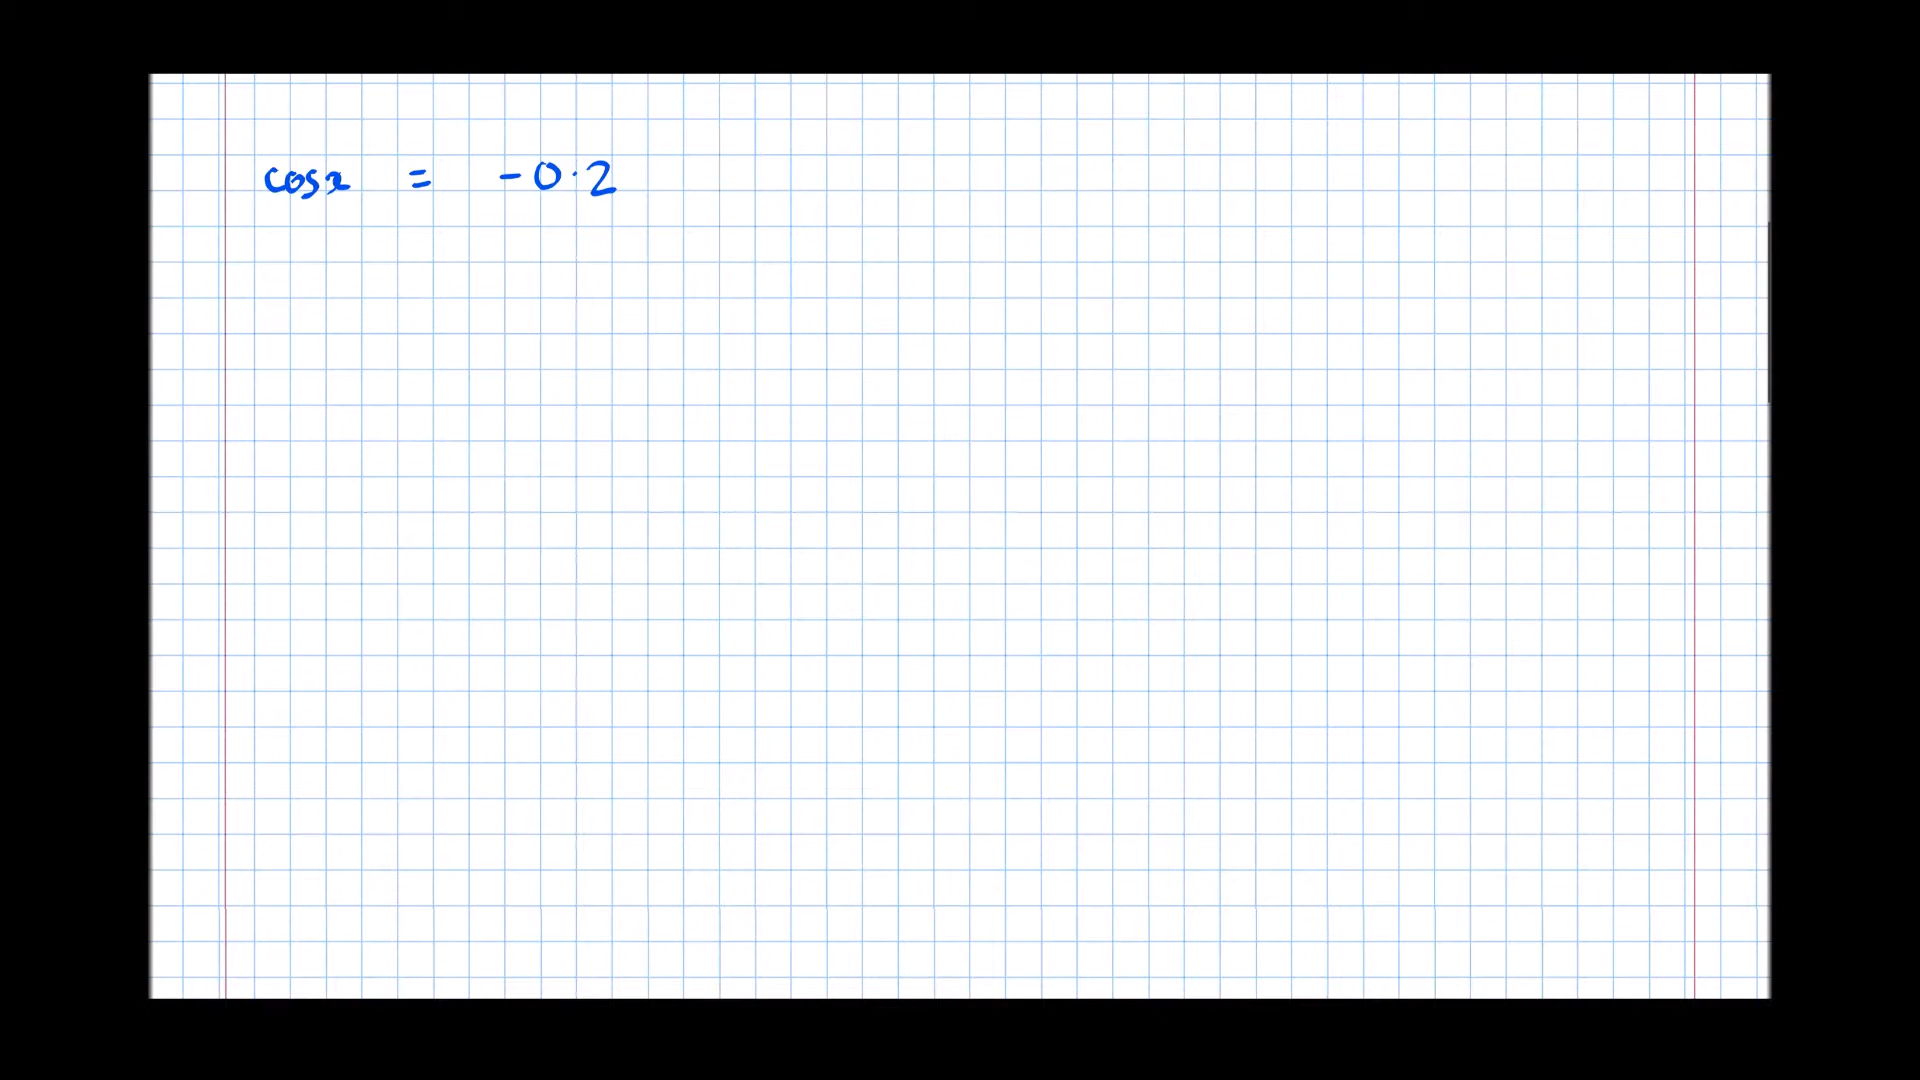 cosx = -0.2